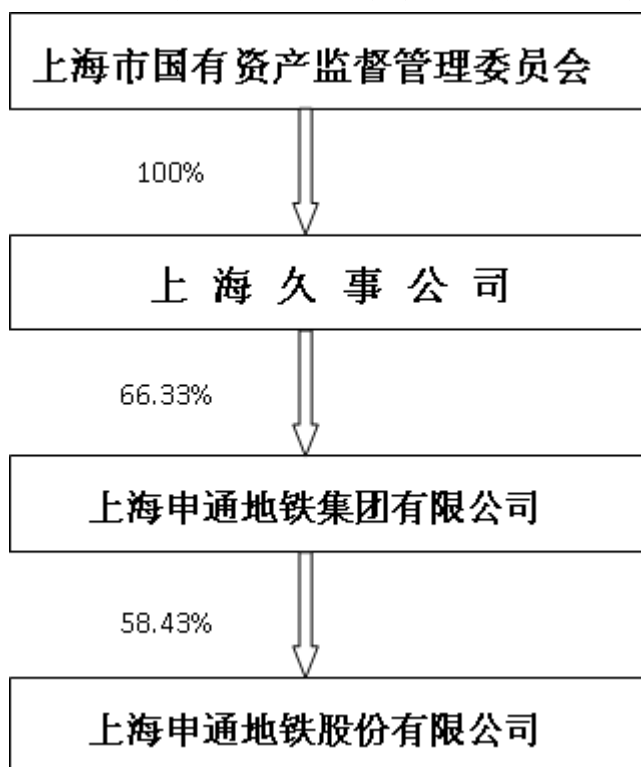 上海市国有资产监督管理委员会
100%
上海久事公司
66.33%
上海申通地铁集团有限公司
58.43%
上海申通地铁股份有限公司